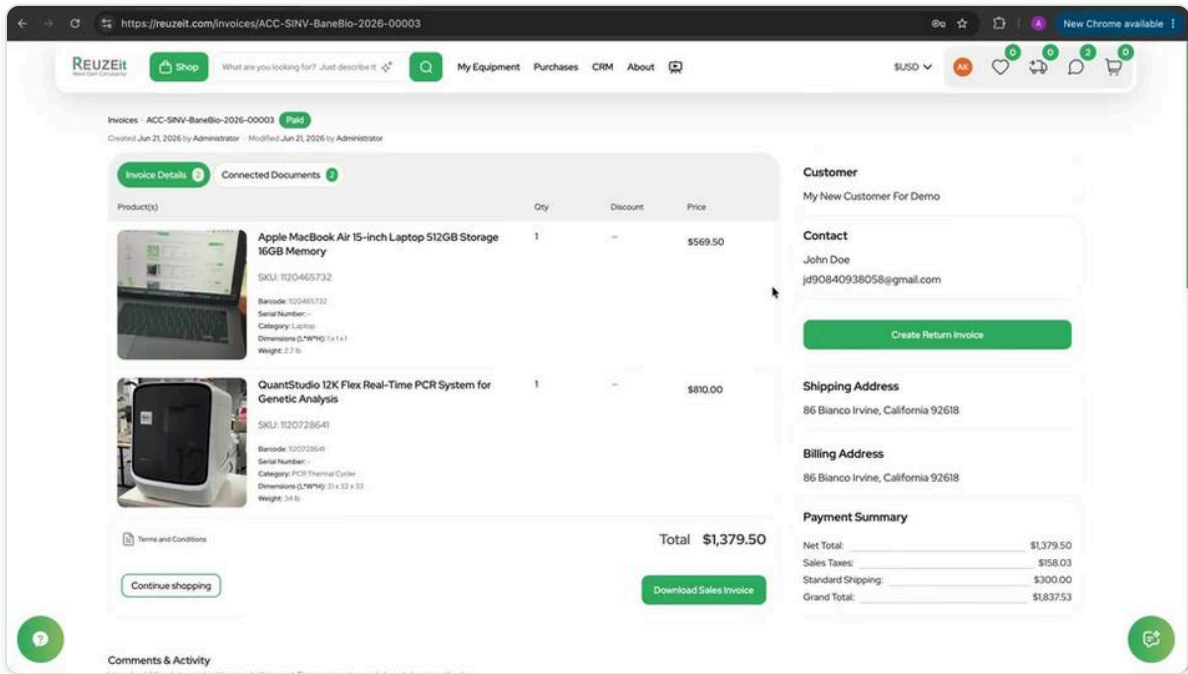 https://reuzeit.com/invoices/ACC-SINV-BaneBio-2026-00003
New Chrome available
REUZEit
Next Gen Circularity
Shop
What are you looking for? Just describe it
My Equipment Purchases CRM About
$USD
AK
0
0
2
0
Invoices - ACC-SINV-BaneBio-2026-00003 Paid
Created Jun 21, 2026 by Administrator - Modified Jun 21, 2026 by Administrator
Invoice Details 2 Connected Documents 2
Product(s) Qty Discount Price
Apple MacBook Air 15-inch Laptop 512GB Storage 1 – $569.50
16GB Memory
SKU: 1120465732
Barcode: 1120465732
Serial Number: -
Category: Laptop
Dimensions (L*W*H): 1 x 1 x 1
Weight: 2.7 lb
QuantStudio 12K Flex Real-Time PCR System for 1 – $810.00
Genetic Analysis
SKU: 1120728641
Barcode: 1120728641
Serial Number: -
Category: PCR Thermal Cycler
Dimensions (L*W*H): 31 x 32 x 33
Weight: 34 lb
Terms and Conditions
Total $1,379.50
Continue shopping
Download Sales Invoice
Customer
My New Customer For Demo
Contact
John Doe
jd90840938058@gmail.com
Create Return Invoice
Shipping Address
86 Bianco Irvine, California 92618
Billing Address
86 Bianco Irvine, California 92618
Payment Summary
Net Total: $1,379.50
Sales Taxes: $158.03
Standard Shipping: $300.00
Grand Total: $1,837.53
Comments & Activity